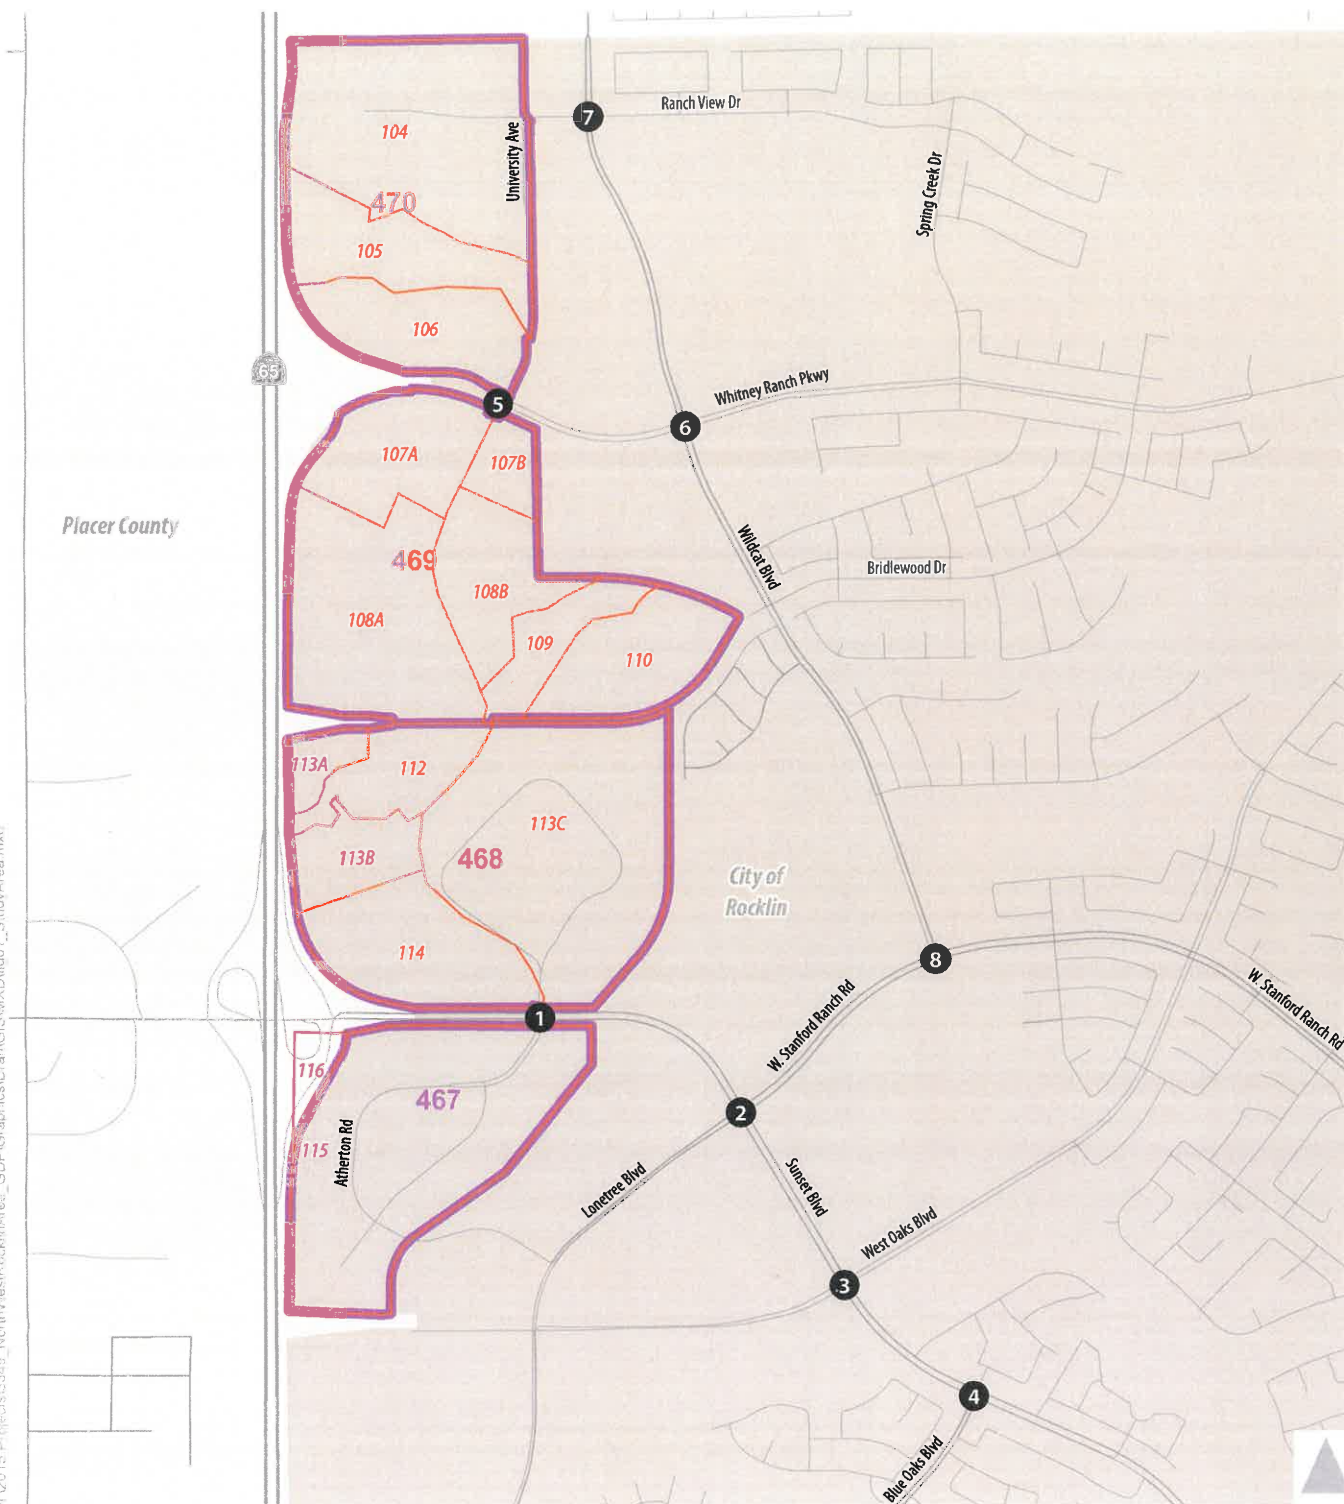 7
Ranch View Dr
104
University Ave
Spring Creek Dr
470
105
106
65
Whitney Ranch Pkwy
5
6
107A
107B
Placer County
Wildcat Blvd
469
Bridlewood Dr
108B
108A
109
110
113A
112
113C
113B
468
City of
Rocklin
114
8
W. Stanford Ranch Rd
W. Stanford Ranch Rd
1
116
467
2
115
Atherton Rd
Lonetree Blvd
Sunset Blvd
West Oaks Blvd
3
4
Blue Oaks Blvd